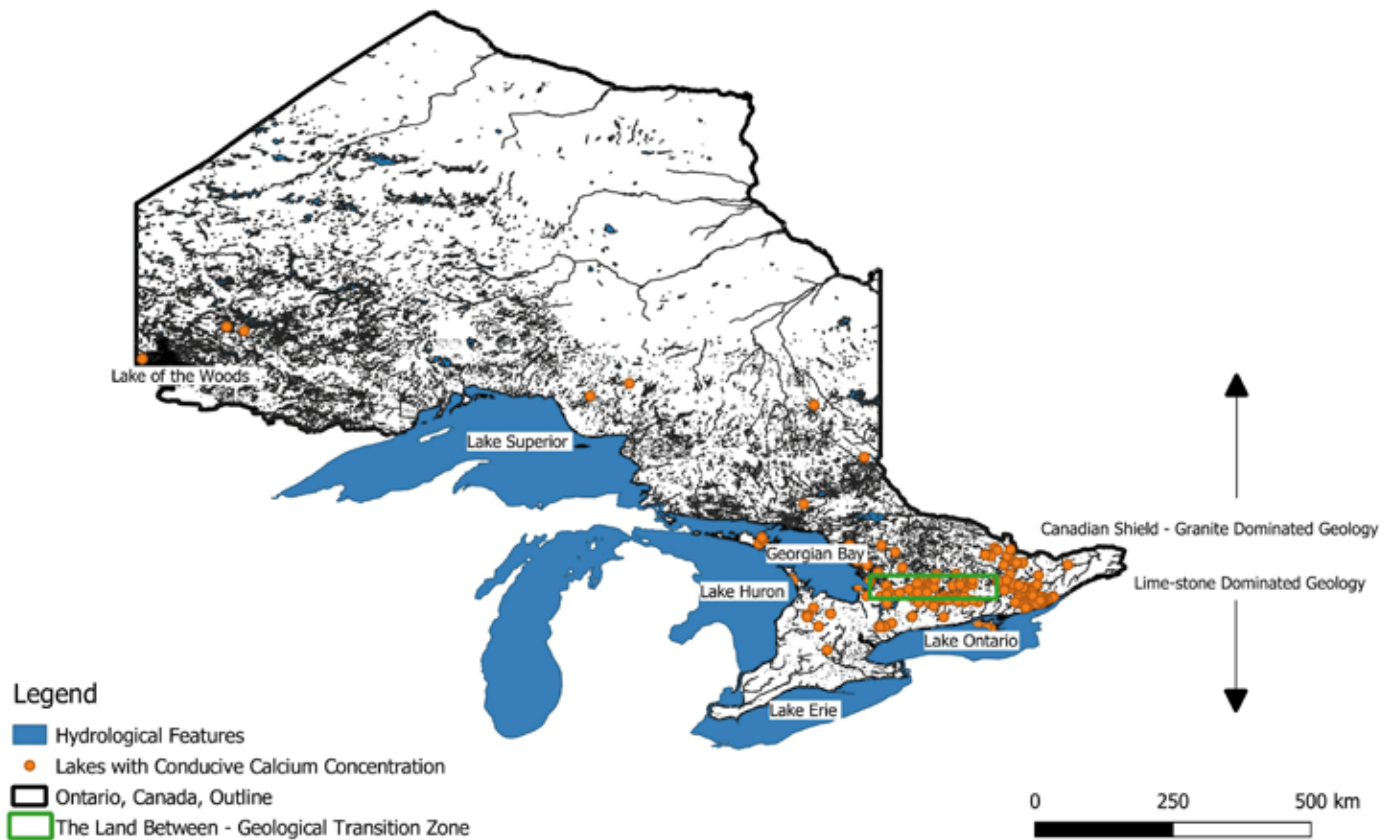 Lake of the Woods
Lake Superior
Canadian Shield - Granite Dominated Geology
Georgian Bay
Lake Huron
Lime-stone Dominated Geology
Lake Ontario
Lake Erie
Legend
Hydrological Features
Lakes with Conducive Calcium Concentration
Ontario, Canada, Outline
The Land Between - Geological Transition Zone
0 250 500 km